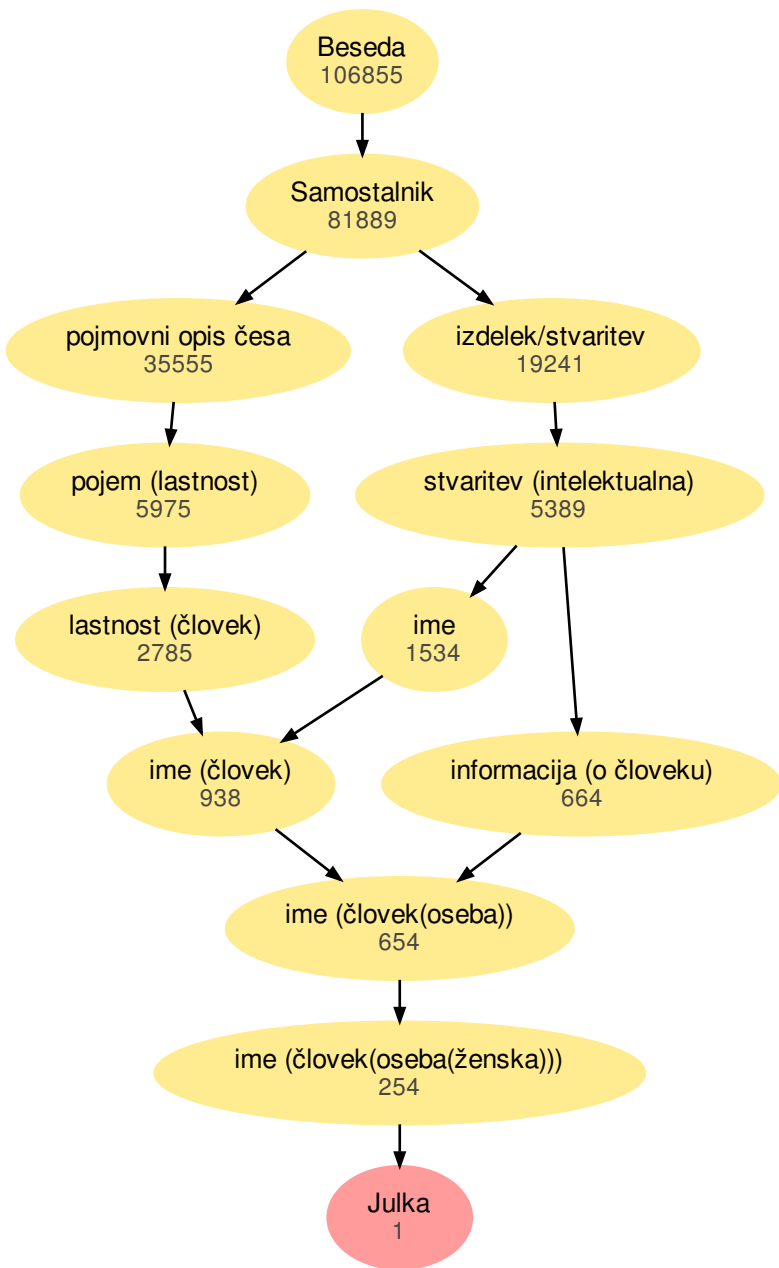 Beseda
106855
Samostalnik
81889
pojmovni opis česa
35555
izdelek/stvaritev
19241
pojem (lastnost)
5975
stvaritev (intelektualna)
5389
lastnost (človek)
2785
ime
1534
ime (človek)
938
informacija (o človeku)
664
ime (človek(oseba))
654
ime (človek(oseba(ženska)))
254
Julka
1